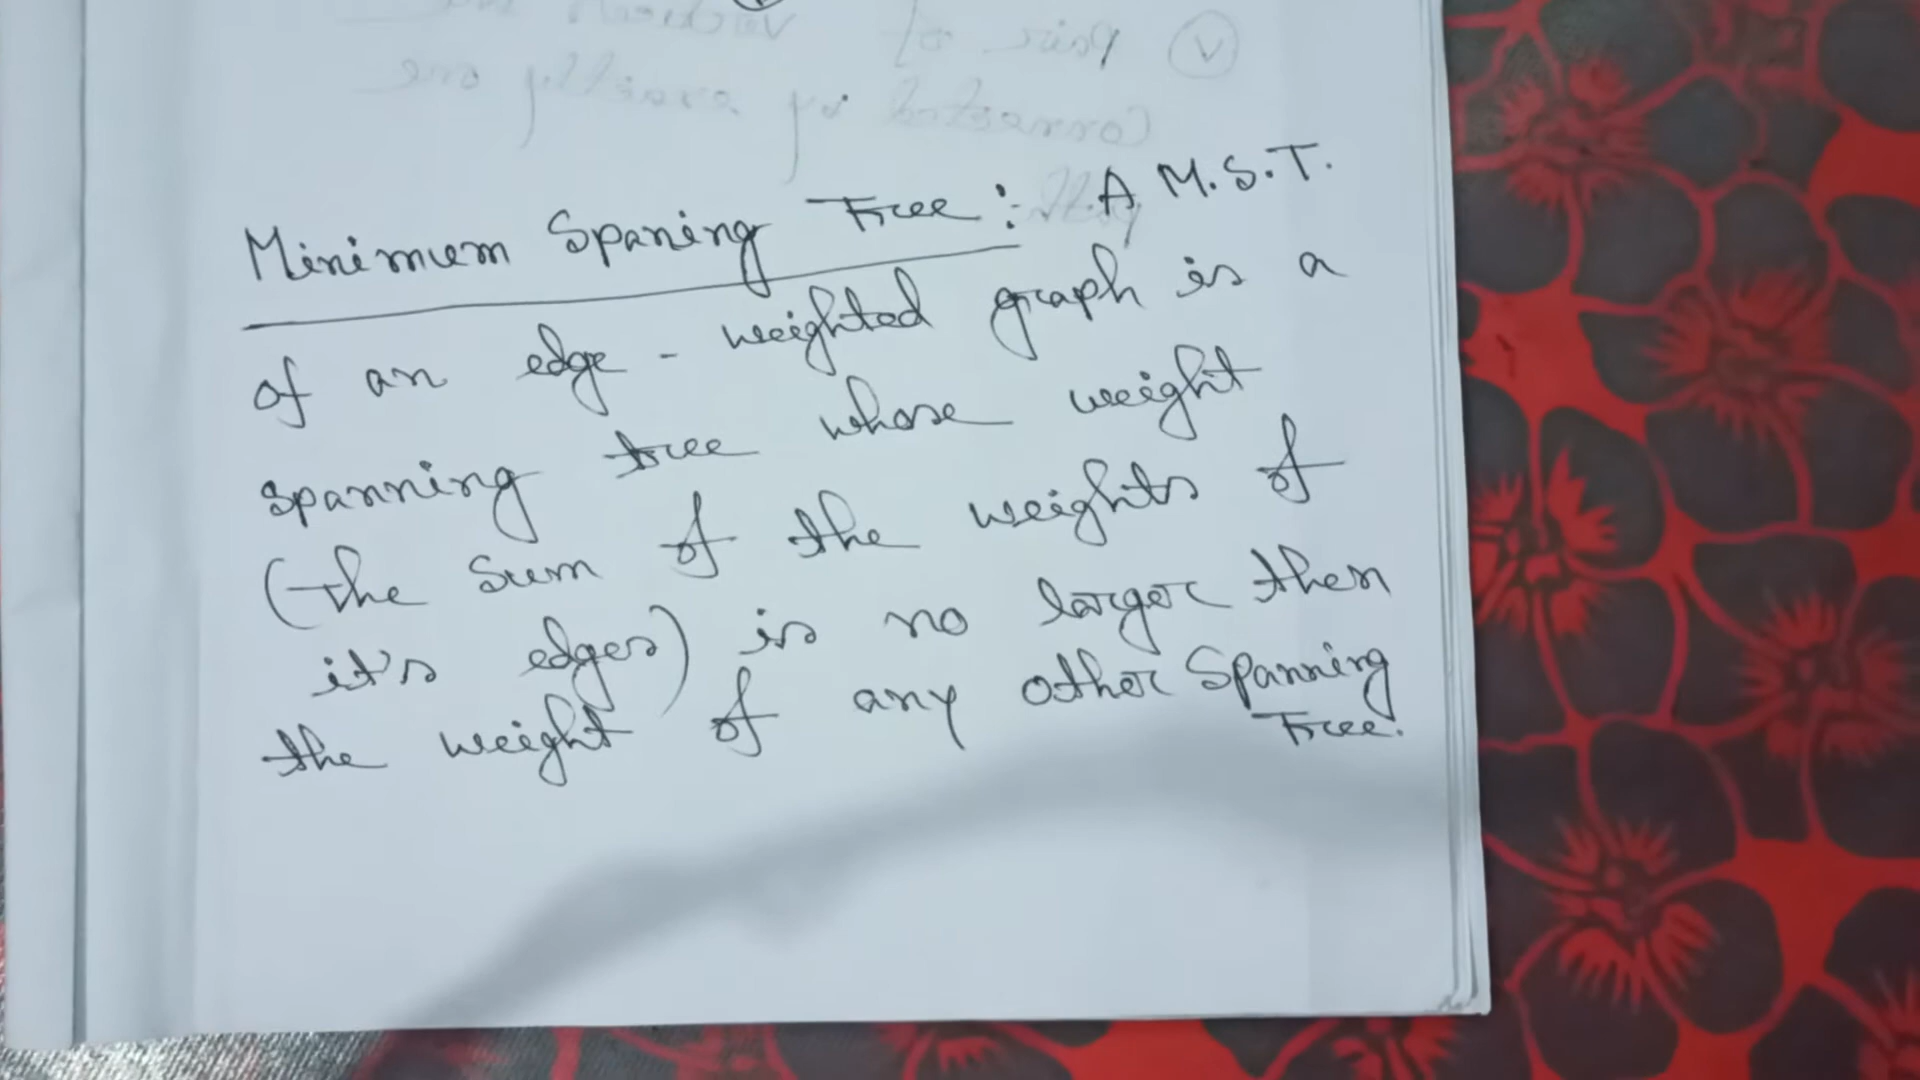 Minimum Spaning Tree :- A M.S.T.
of an edge - weighted graph is a
spanning tree whose weight
(the sum of the weights of
it's edges) is no larger then
the weight of any other Spanning
Tree.